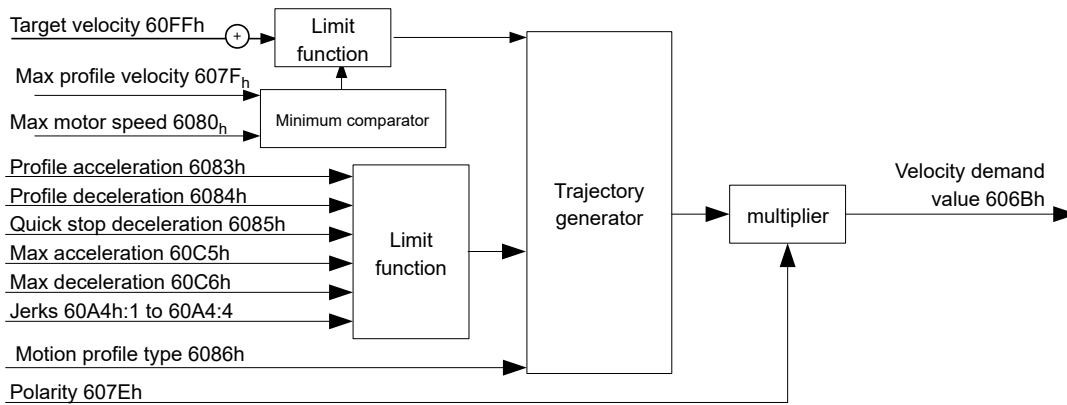 Target velocity 60FFh
+
Limit
function
Max profile velocity 607Fh
Max motor speed 6080h
Minimum comparator
Profile acceleration 6083h
Profile deceleration 6084h
Quick stop deceleration 6085h
Max acceleration 60C5h
Max deceleration 60C6h
Jerks 60A4h:1 to 60A4:4
Limit
function
Motion profile type 6086h
Polarity 607Eh
Trajectory
generator
multiplier
Velocity demand
value 606Bh